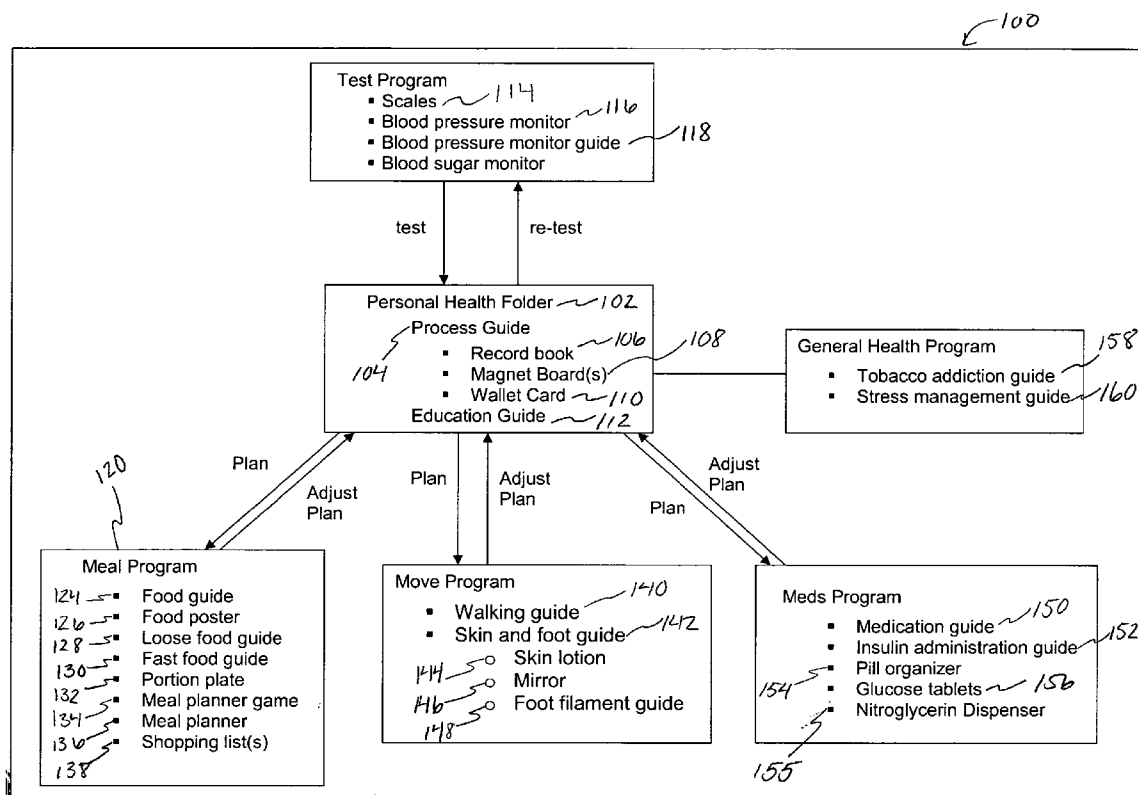 100
Test Program
▪ Scales 114
▪ Blood pressure monitor 116
▪ Blood pressure monitor guide 118
▪ Blood sugar monitor
test
re-test
Personal Health Folder 102
Process Guide
104
▪ Record book 106
▪ Magnet Board(s) 108
▪ Wallet Card 110
Education Guide 112
General Health Program
▪ Tobacco addiction guide 158
▪ Stress management guide 160
120
Plan
Adjust
Plan
Plan
Adjust
Plan
Plan
Adjust
Plan
Meal Program
124 ▪ Food guide
126 ▪ Food poster
128 ▪ Loose food guide
130 ▪ Fast food guide
132 ▪ Portion plate
134 ▪ Meal planner game
136 ▪ Meal planner
138 ▪ Shopping list(s)
Move Program
▪ Walking guide 140
▪ Skin and foot guide 142
144 ○ Skin lotion
146 ○ Mirror
148 ○ Foot filament guide
Meds Program
▪ Medication guide 150
▪ Insulin administration guide 152
154 ▪ Pill organizer
▪ Glucose tablets 156
▪ Nitroglycerin Dispenser
155